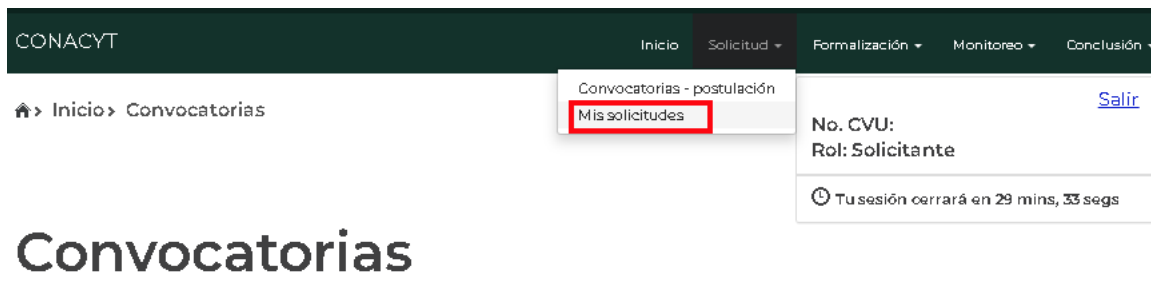 CONACYT
Inicio Solicitud Formalización Monitoreo Conclusión
Convocatorias - postulación
Mis solicitudes
> Inicio> Convocatorias
Salir
No. CVU:
Rol: Solicitante
Tu sesión cerrará en 29 mins, 33 segs
Convocatorias